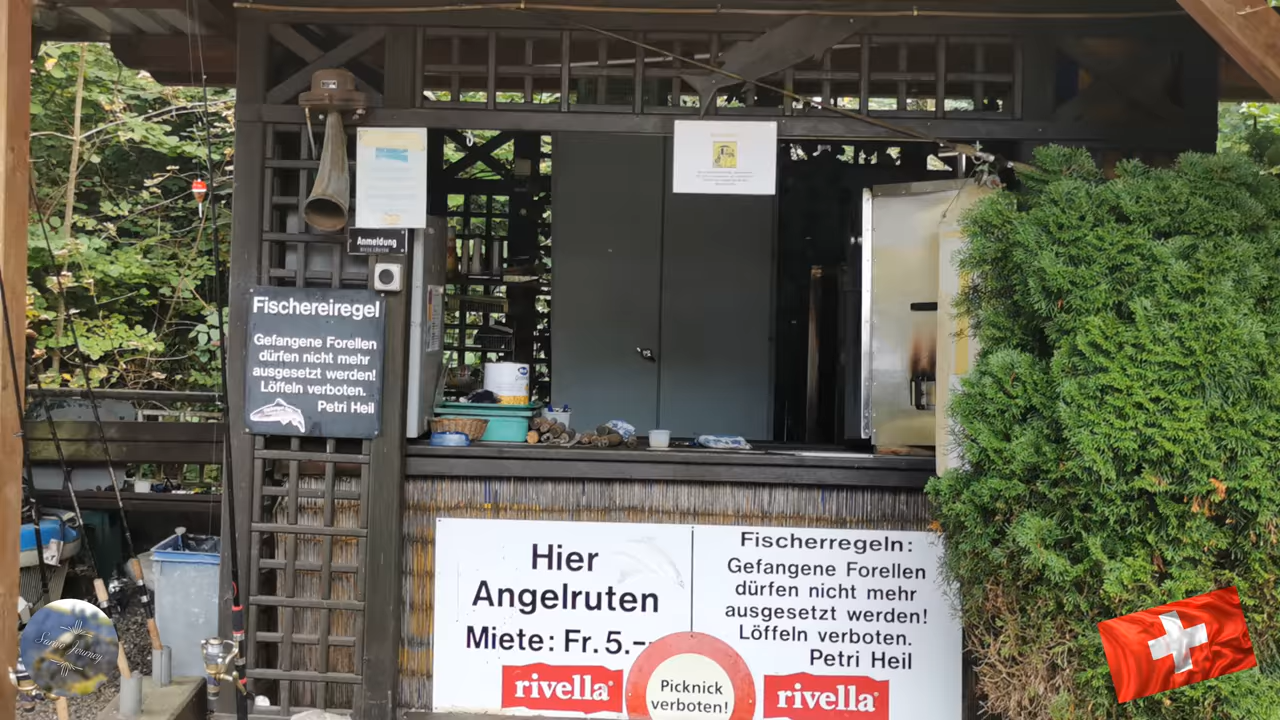 Anmeldung
Fischereiregel
Gefangene Forellen
dürfen nicht mehr
ausgesetzt werden!
Löffeln verboten.
Petri Heil
Hier
Angelruten
Miete: Fr. 5.-
rivella
Fischerregeln:
Gefangene Forellen
dürfen nicht mehr
ausgesetzt werden!
Löffeln verboten.
Petri Heil
Picknick
verboten!
rivella
Journey